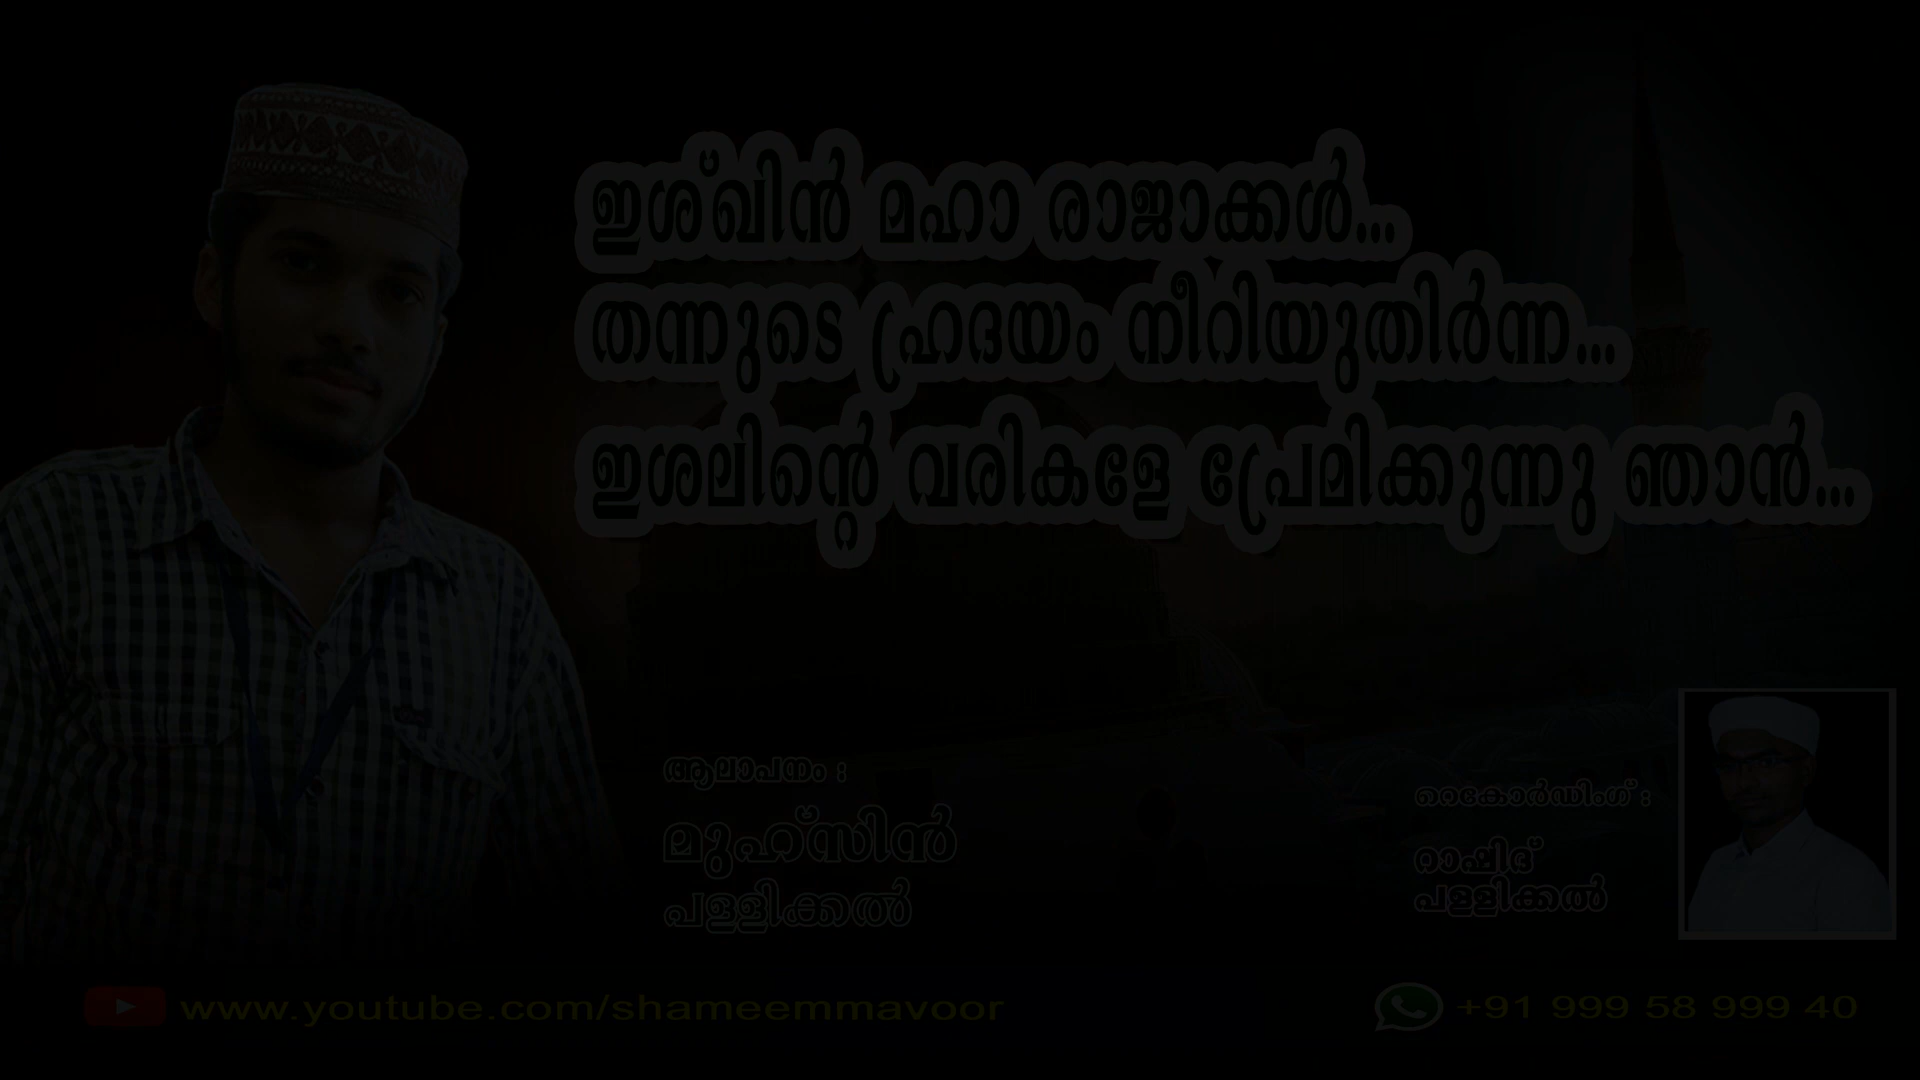 ഇശ്ഖിൻ മഹാ രാജാക്കൾ...
തന്നുടെ ഹ്രദയം നീറിയുതിർന്ന...
ഇശലിന്റെ വരികളേ പ്രേമിക്കുന്നു ഞാൻ...
ആലാപനം :
മുഹ്സിൻ
പള്ളിക്കൽ
റെകോർഡിംഗ് :
റാഷിദ്
പള്ളിക്കൽ
www.youtube.com/shameemmavoor
+91 999 58 999 40